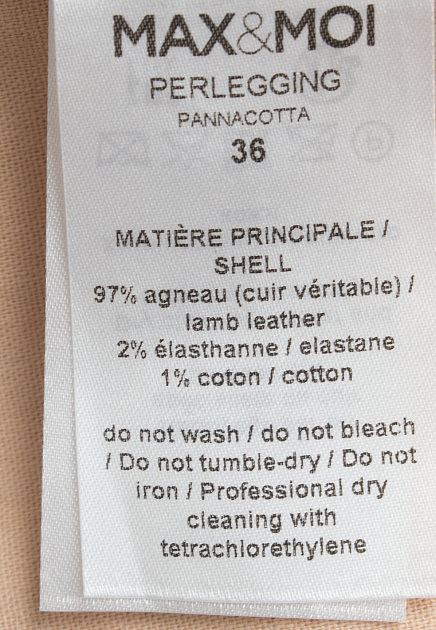 MAX&MOI
PERLEGGING
PANNACOTTA
36
MATIÈRE PRINCIPALE /
SHELL
97% agneau (cuir véritable) /
lamb leather
2% élasthanne / elastane
1% coton / cotton
do not wash / do not bleach
/ Do not tumble-dry / Do not
iron / Professional dry
cleaning with
tetrachlorethylene